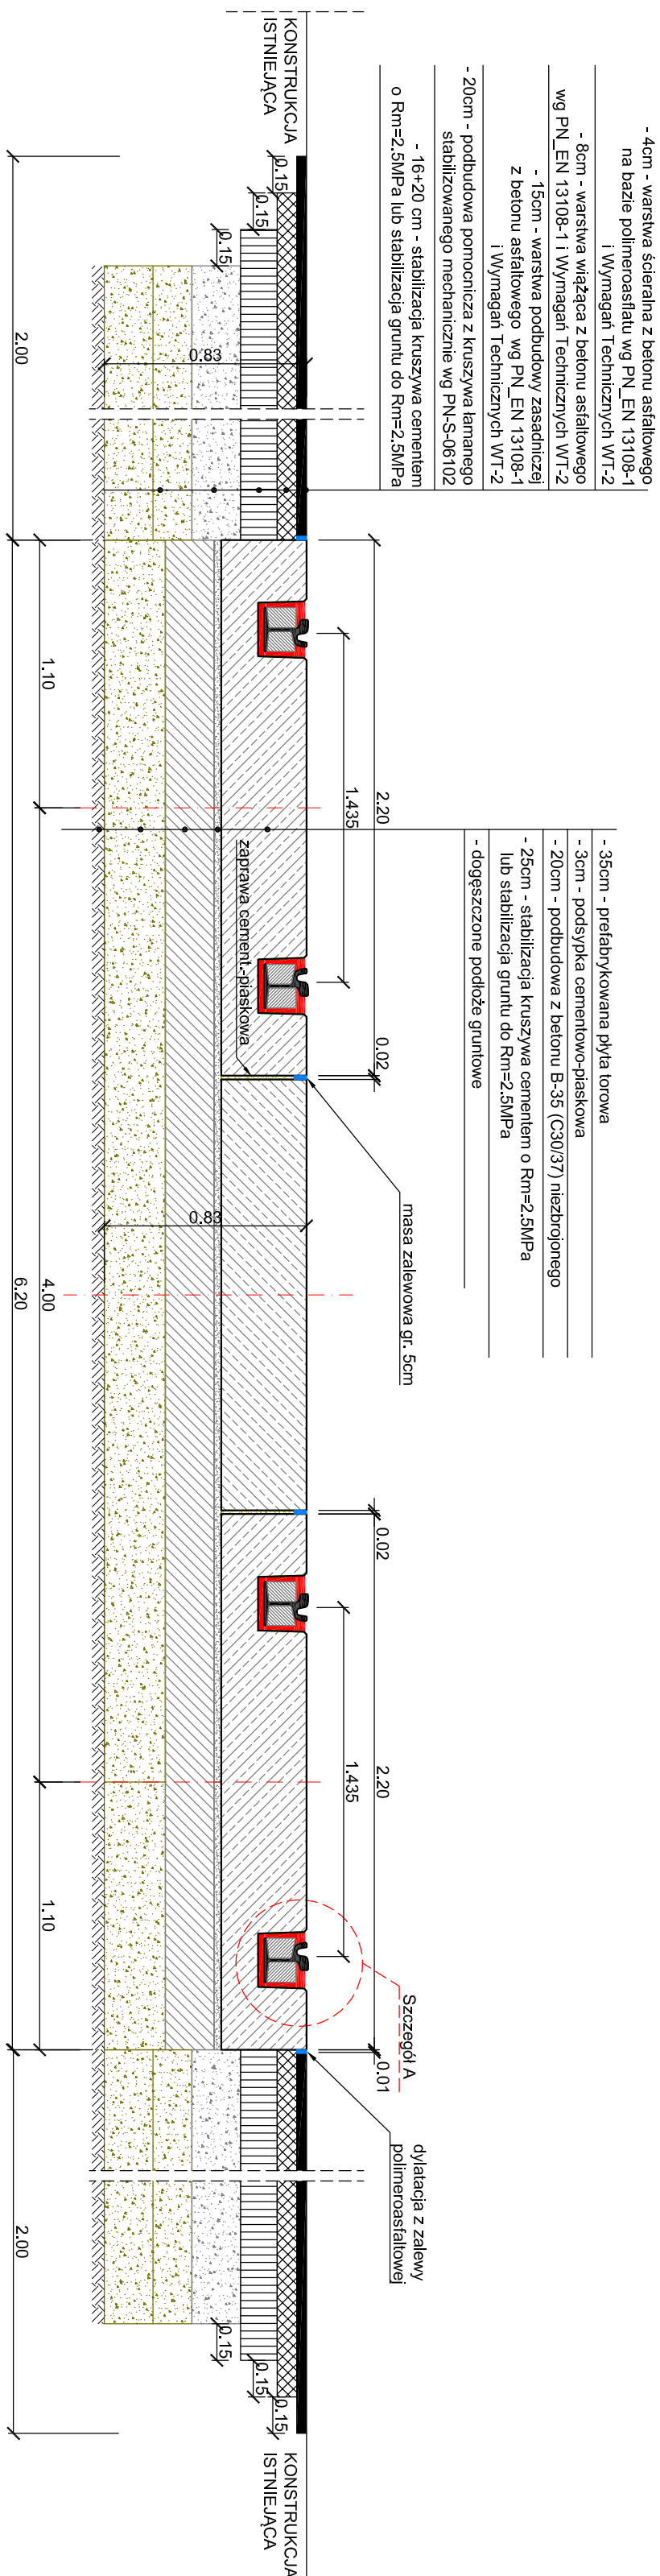 - 4cm - warstwa ścieralna z betonu asfaltowego
na bazie polimeroasflatu wg PN_EN 13108-1
i Wymagań Technicznych WT-2
- 8cm - warstwa wiążąca z betonu asfaltowego
wg PN_EN 13108-1 i Wymagań Technicznych WT-2
- 15cm - warstwa podbudowy zasadniczej
z betonu asfaltowego wg PN_EN 13108-1
i Wymagań Technicznych WT-2
- 20cm - podbudowa pomocnicza z kruszywa łamanego
stabilizowanego mechanicznie wg PN-S-06102
- 16+20 cm - stabilizacja kruszywa cementem
o Rm=2.5MPa lub stabilizacja gruntu do Rm=2.5MPa
- 35cm - prefabrykowana płyta torowa
- 3cm - podsypka cementowo-piaskowa
- 20cm - podbudowa z betonu B-35 (C30/37) niezbrojonego
- 25cm - stabilizacja kruszywa cementem o Rm=2.5MPa
lub stabilizacja gruntu do Rm=2.5MPa
- dogęszczone podłoże gruntowe
masa zalewowa gr. 5cm
Szczegół A
dylatacja z zalewy
polimeroasfaltowej
2.20
0.02
0.02
2.20
0.01
1.435
1.435
KONSTRUKCJA
ISTNIEJĄCA
KONSTRUKCJA
ISTNIEJĄCA
0.15
0.15
0.15
0.83
zaprawa cement.-piaskowa
0.83
0.15
0.15
0.15
1.10
4.00
1.10
2.00
6.20
2.00